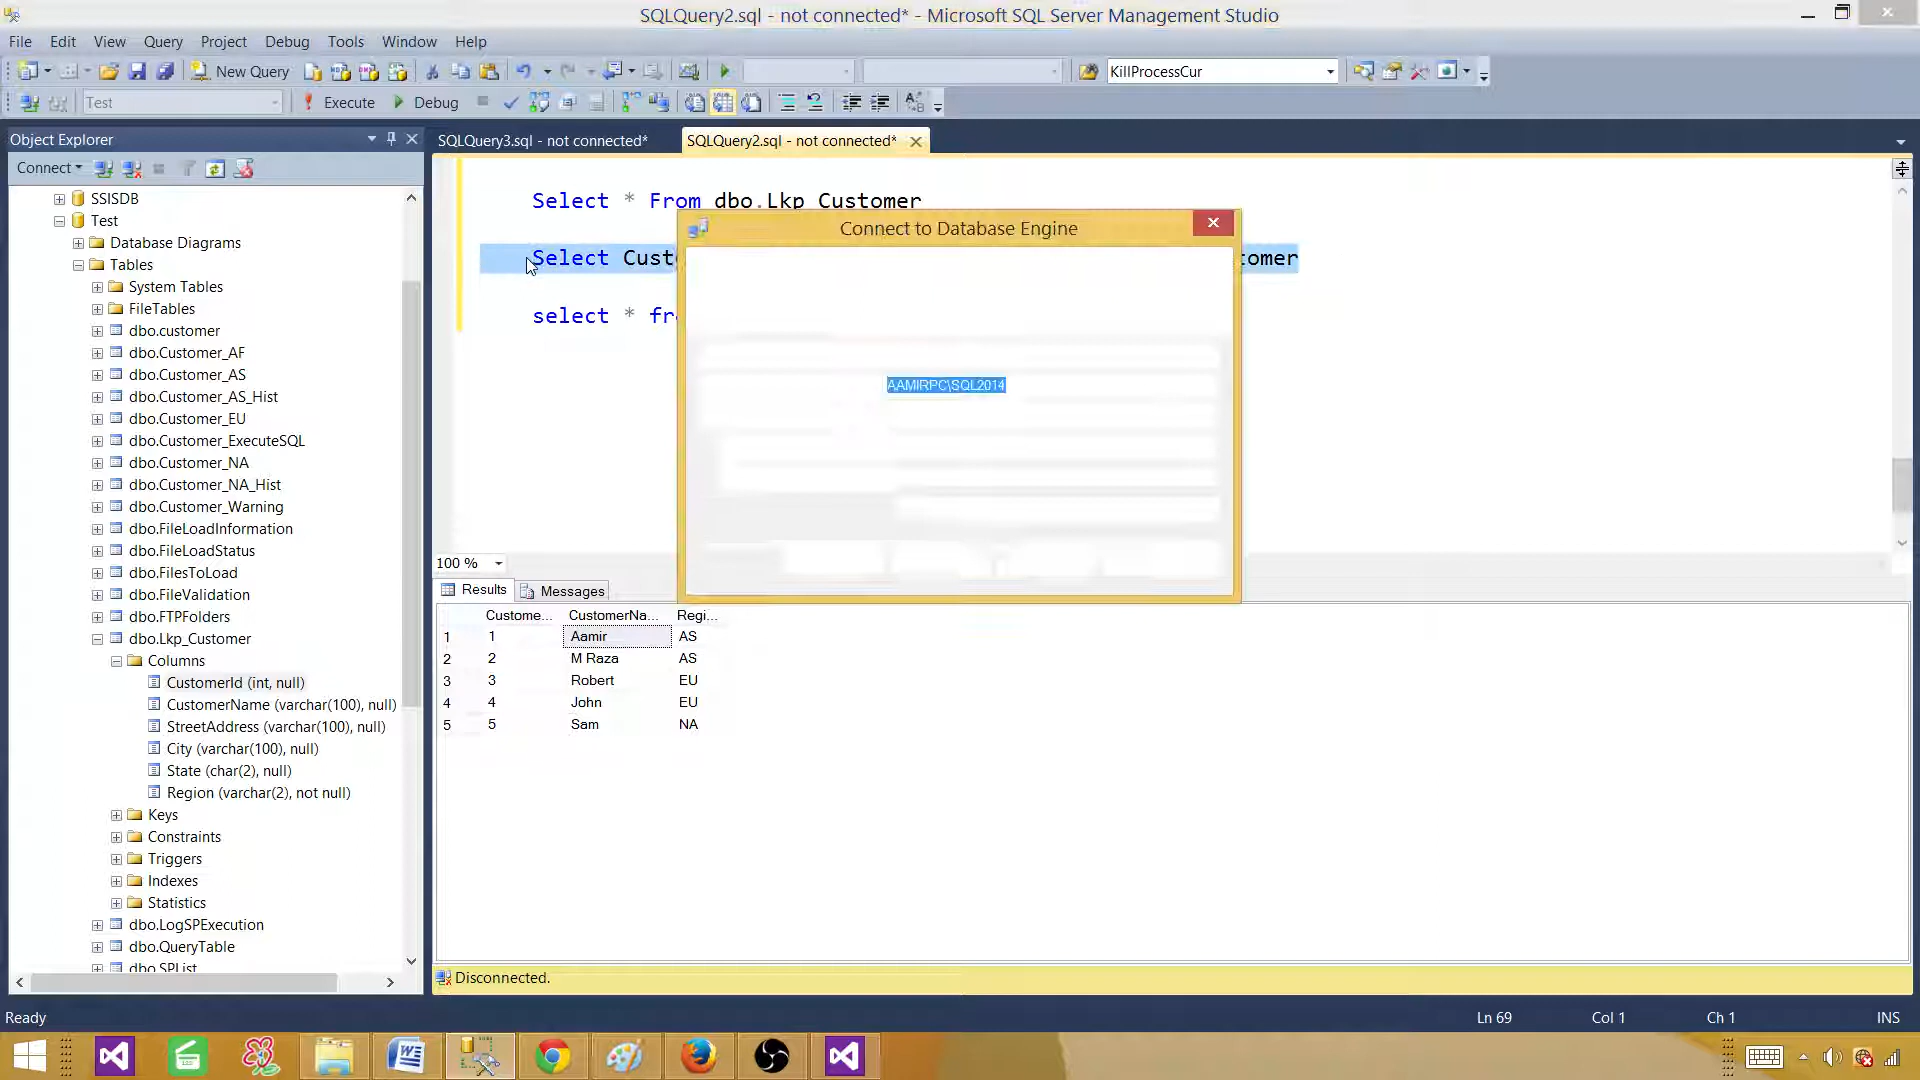 SQLQuery2.sql - not connected* - Microsoft SQL Server Management Studio
File Edit View Query Project Debug Tools Window Help
New Query KillProcessCur
Test Execute Debug
Object Explorer
SQLQuery3.sql - not connected* SQLQuery2.sql - not connected*
Connect
SSISDB
Test
Database Diagrams
Tables
System Tables
FileTables
dbo.customer
dbo.Customer_AF
dbo.Customer_AS
dbo.Customer_AS_Hist
dbo.Customer_EU
dbo.Customer_ExecuteSQL
dbo.Customer_NA
dbo.Customer_NA_Hist
dbo.Customer_Warning
dbo.FileLoadInformation
dbo.FileLoadStatus
dbo.FilesToLoad
dbo.FileValidation
dbo.FTPFolders
dbo.Lkp_Customer
Columns
CustomerId (int, null)
CustomerName (varchar(100), null)
StreetAddress (varchar(100), null)
City (varchar(100), null)
State (char(2), null)
Region (varchar(2), not null)
Keys
Constraints
Triggers
Indexes
Statistics
dbo.LogSPExecution
dbo.QueryTable
dbo.SPList
Select * From dbo.Lkp_Customer
Select Cust tomer
select * fr
Connect to Database Engine
AAMIRPC\SQL2014
100 %
Results Messages
Custome... CustomerNa... Regi...
1 1 Aamir AS
2 2 M Raza AS
3 3 Robert EU
4 4 John EU
5 5 Sam NA
Disconnected.
Ready Ln 69 Col 1 Ch 1 INS